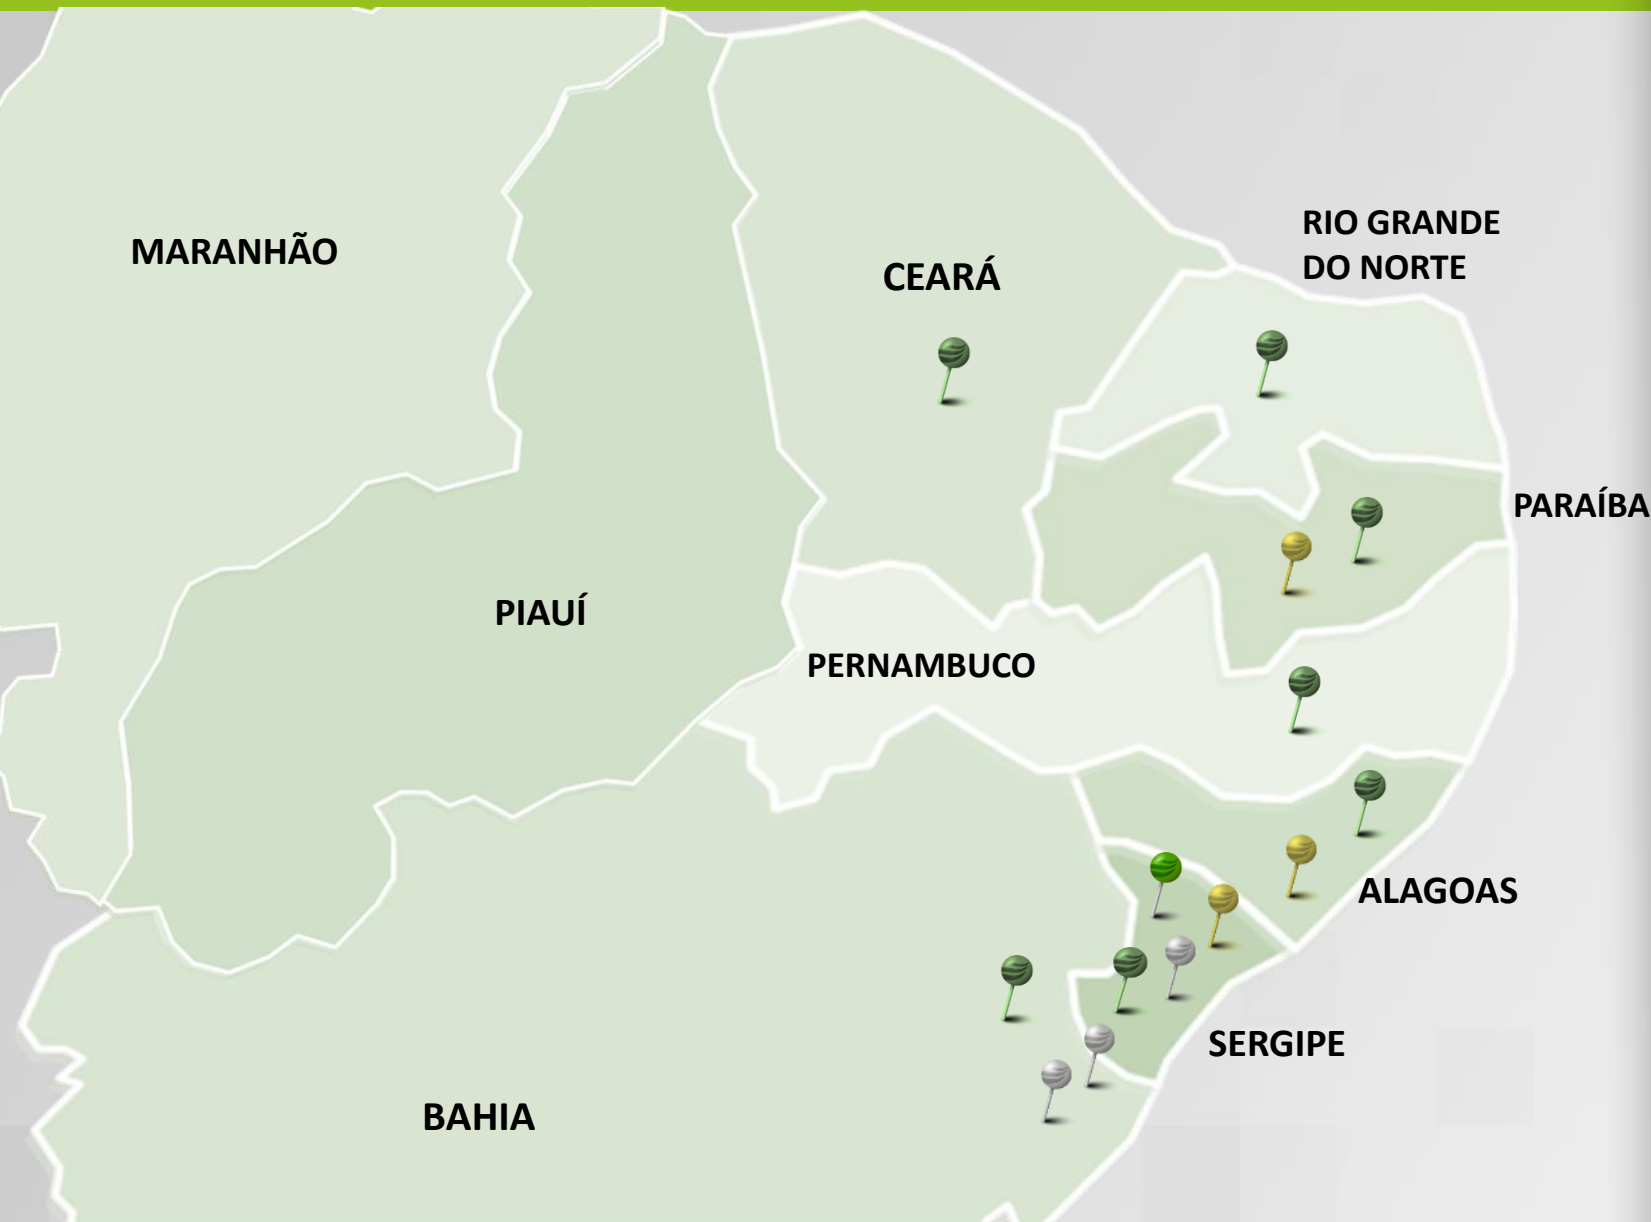 RIO GRANDE
DO NORTE
MARANHÃO
CEARÁ
PARAÍBA
PIAUÍ
PERNAMBUCO
ALAGOAS
SERGIPE
BAHIA